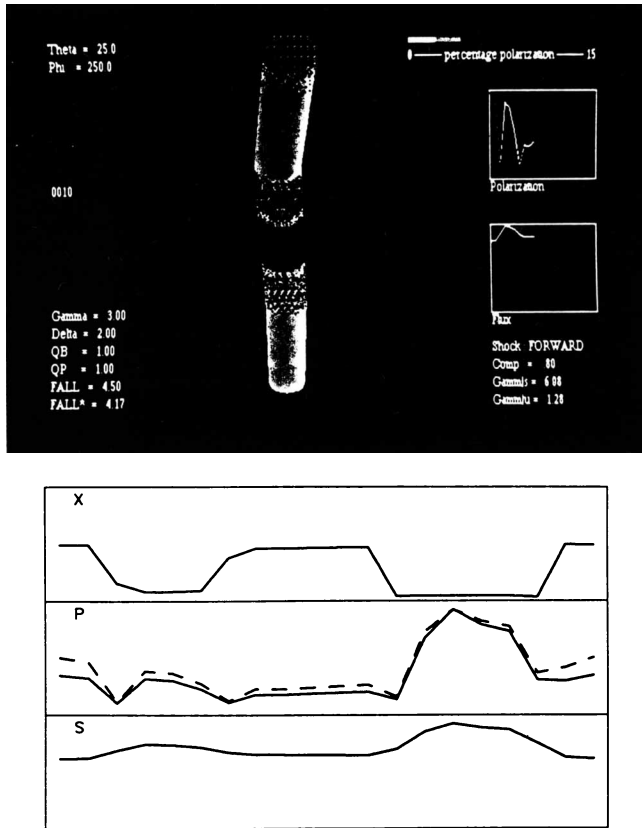 Theta = 25.0
Phi = 250.0
0 percentage polarization 15
0010
Polarization
Flux
Gamma = 3.00
Delta = 2.00
QB = 1.00
QP = 1.00
FALL = 4.50
FALL* = 4.17
Shock FORWARD
Comp = .80
Gammls = 6.08
Gammlu = 1.28
X
P
S